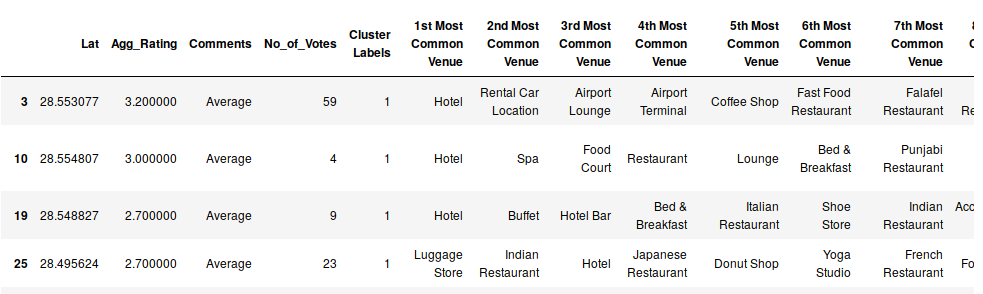 Lat Agg_Rating Comments No_of_Votes Cluster Labels 1st Most Common Venue 2nd Most Common Venue 3rd Most Common Venue 4th Most Common Venue 5th Most Common Venue 6th Most Common Venue 7th Most Common Venue
3 28.553077 3.200000 Average 59 1 Hotel Rental Car Location Airport Lounge Airport Terminal Coffee Shop Fast Food Restaurant Falafel Restaurant
10 28.554807 3.000000 Average 4 1 Hotel Spa Food Court Restaurant Lounge Bed & Breakfast Punjabi Restaurant
19 28.548827 2.700000 Average 9 1 Hotel Buffet Hotel Bar Bed & Breakfast Italian Restaurant Shoe Store Indian Restaurant
25 28.495624 2.700000 Average 23 1 Luggage Store Indian Restaurant Hotel Japanese Restaurant Donut Shop Yoga Studio French Restaurant